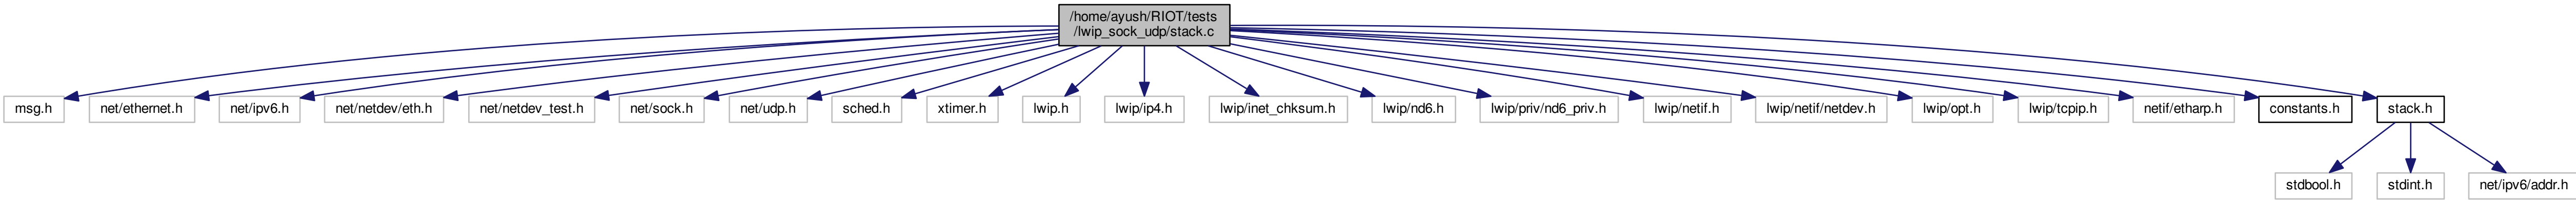 /home/ayush/RIOT/tests
/lwip_sock_udp/stack.c
msg.h
net/ethernet.h
net/ipv6.h
net/netdev/eth.h
net/netdev_test.h
net/sock.h
net/udp.h
sched.h
xtimer.h
lwip.h
lwip/ip4.h
lwip/inet_chksum.h
lwip/nd6.h
lwip/priv/nd6_priv.h
lwip/netif.h
lwip/netif/netdev.h
lwip/opt.h
lwip/tcpip.h
netif/etharp.h
constants.h
stack.h
stdbool.h
stdint.h
net/ipv6/addr.h